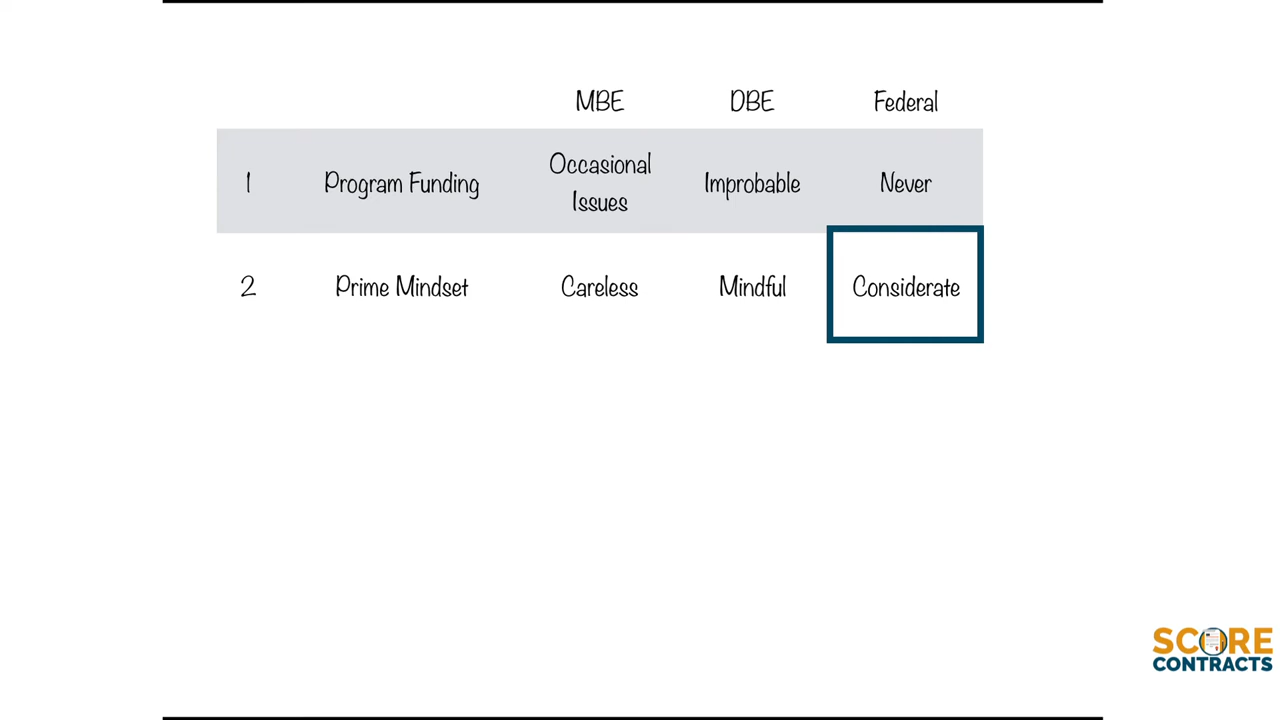 MBE DBE Federal
1 Program Funding Occasional Issues Improbable Never
2 Prime Mindset Careless Mindful Considerate
SCORE
CONTRACTS